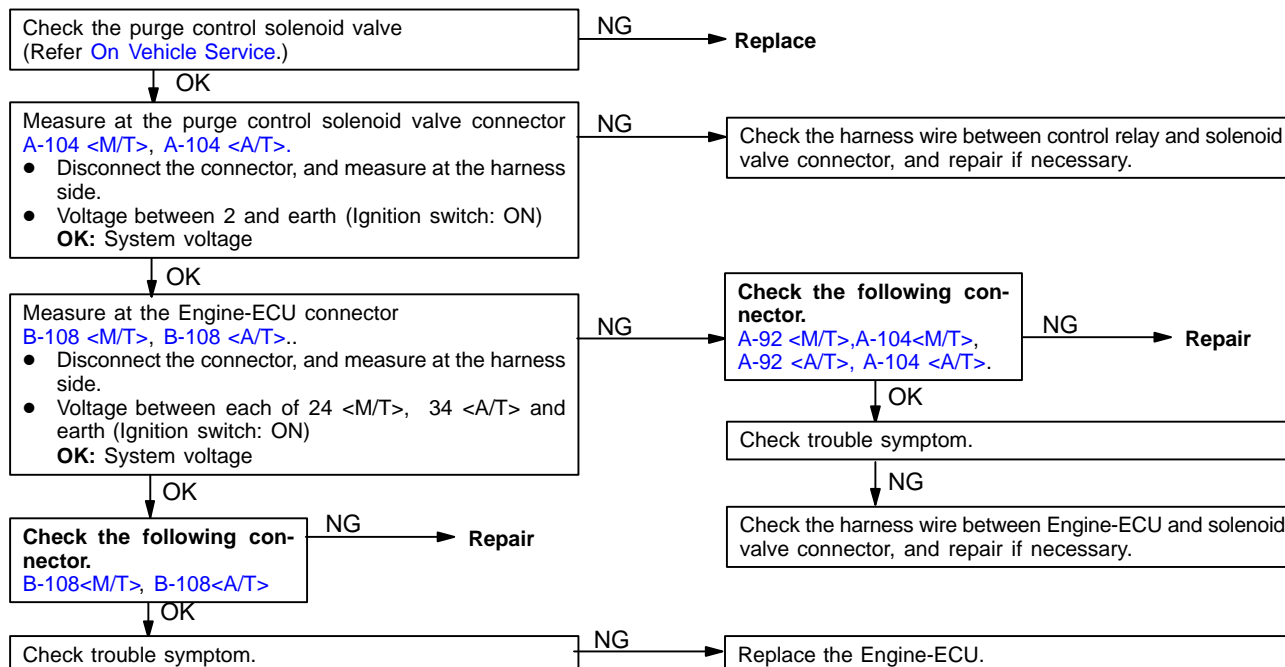 Check the purge control solenoid valve
(Refer On Vehicle Service.)
NG
Replace
OK
Measure at the purge control solenoid valve connector
A-104 <M/T>, A-104 <A/T>.
● Disconnect the connector, and measure at the harness
side.
● Voltage between 2 and earth (Ignition switch: ON)
OK: System voltage
NG
Check the harness wire between control relay and solenoid
valve connector, and repair if necessary.
OK
Measure at the Engine-ECU connector
B-108 <M/T>, B-108 <A/T>..
● Disconnect the connector, and measure at the harness
side.
● Voltage between each of 24 <M/T>, 34 <A/T> and
earth (Ignition switch: ON)
OK: System voltage
NG
Check the following con-
nector.
A-92 <M/T>,A-104<M/T>,
A-92 <A/T>, A-104 <A/T>.
NG
Repair
OK
Check trouble symptom.
NG
Check the harness wire between Engine-ECU and solenoid
valve connector, and repair if necessary.
OK
Check the following con-
nector.
B-108<M/T>, B-108<A/T>
NG
Repair
OK
Check trouble symptom.
NG
Replace the Engine-ECU.